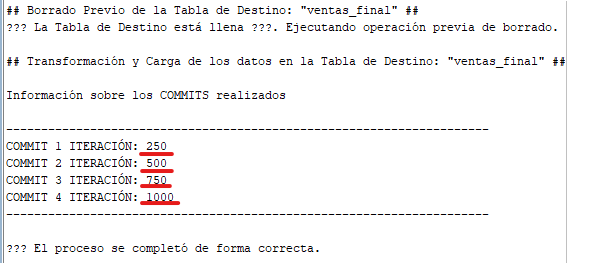 ## Borrado Previo de la Tabla de Destino: "ventas_final" ##
??? La Tabla de Destino está llena ???. Ejecutando operación previa de borrado.
## Transformación y Carga de los datos en la Tabla de Destino: "ventas_final" ##
Información sobre los COMMITS realizados
---------------------------------------------------------------------
COMMIT 1 ITERACIÓN: 250
COMMIT 2 ITERACIÓN: 500
COMMIT 3 ITERACIÓN: 750
COMMIT 4 ITERACIÓN: 1000
---------------------------------------------------------------------
??? El proceso se completó de forma correcta.